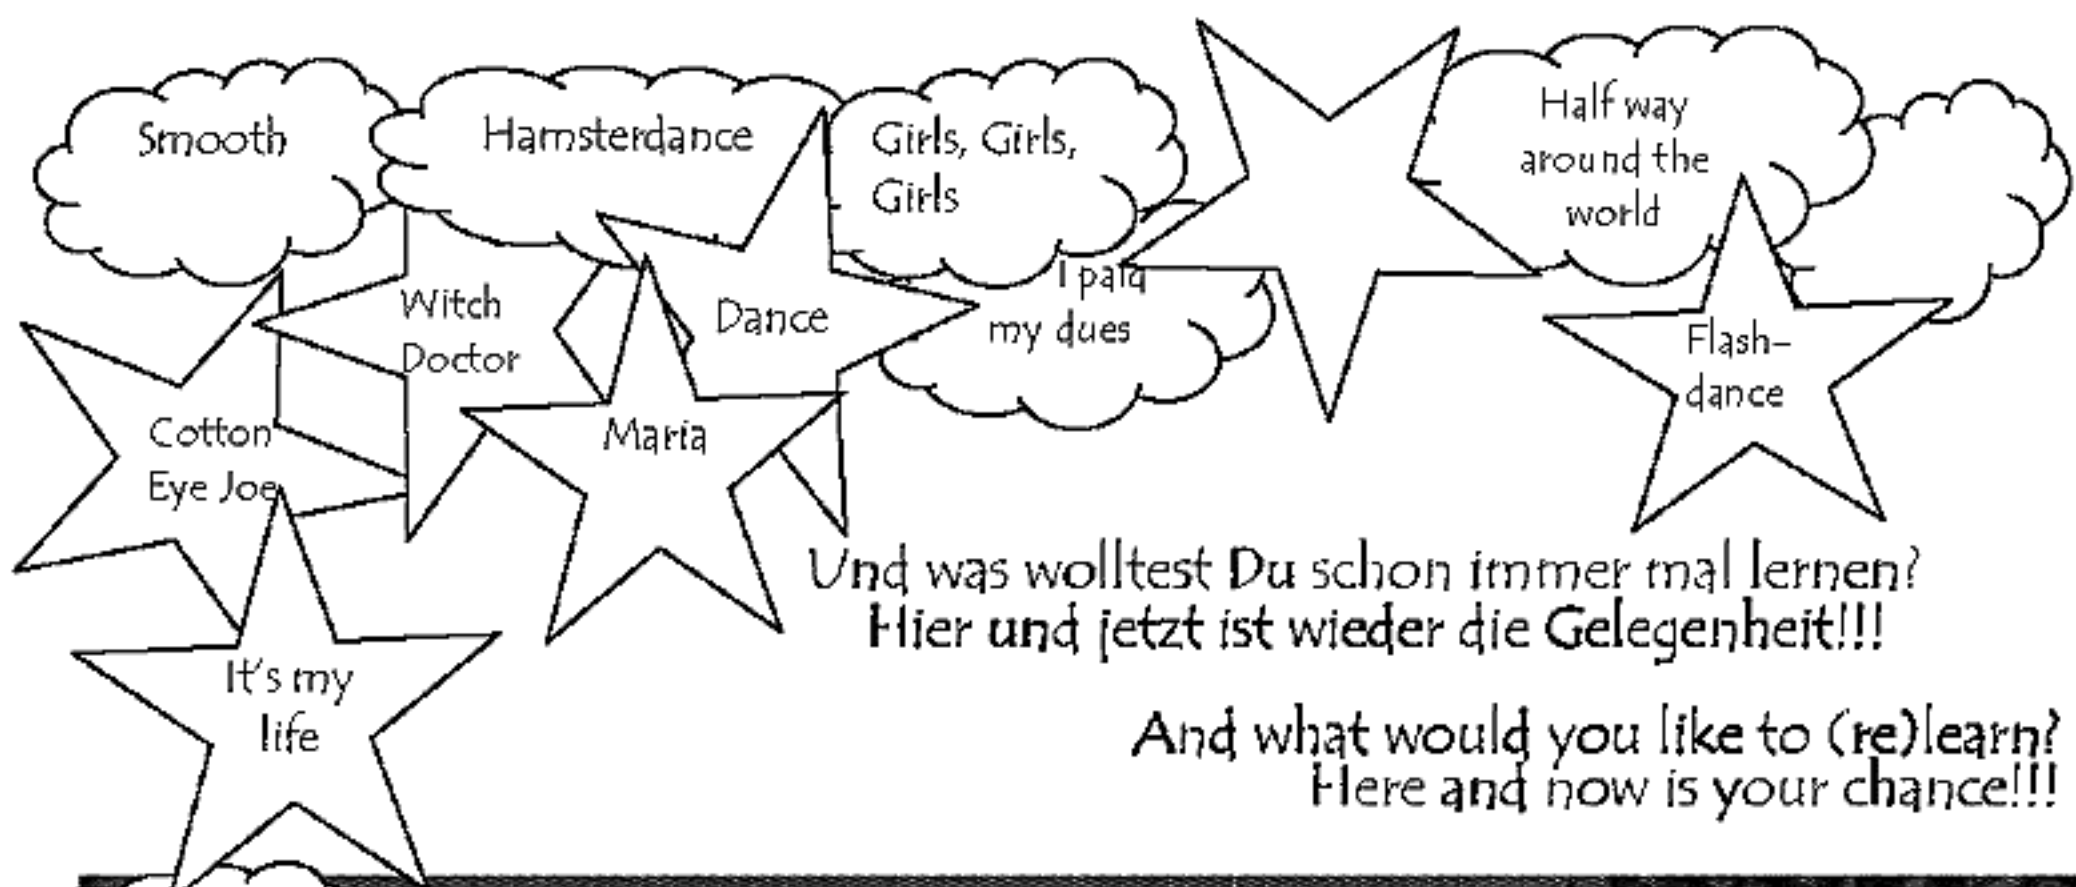 Smooth
Hamsterdance
Girls, Girls,
Girls
Half way
around the
world
Witch
Doctor
Dance
I paid
my dues
Flash-
dance
Cotton
Eye Joe
Maria
It's my
life
Und was wolltest Du schon immer mal lernen?
Hier und jetzt ist wieder die Gelegenheit!!!
And what would you like to (re)learn?
Here and now is your chance!!!